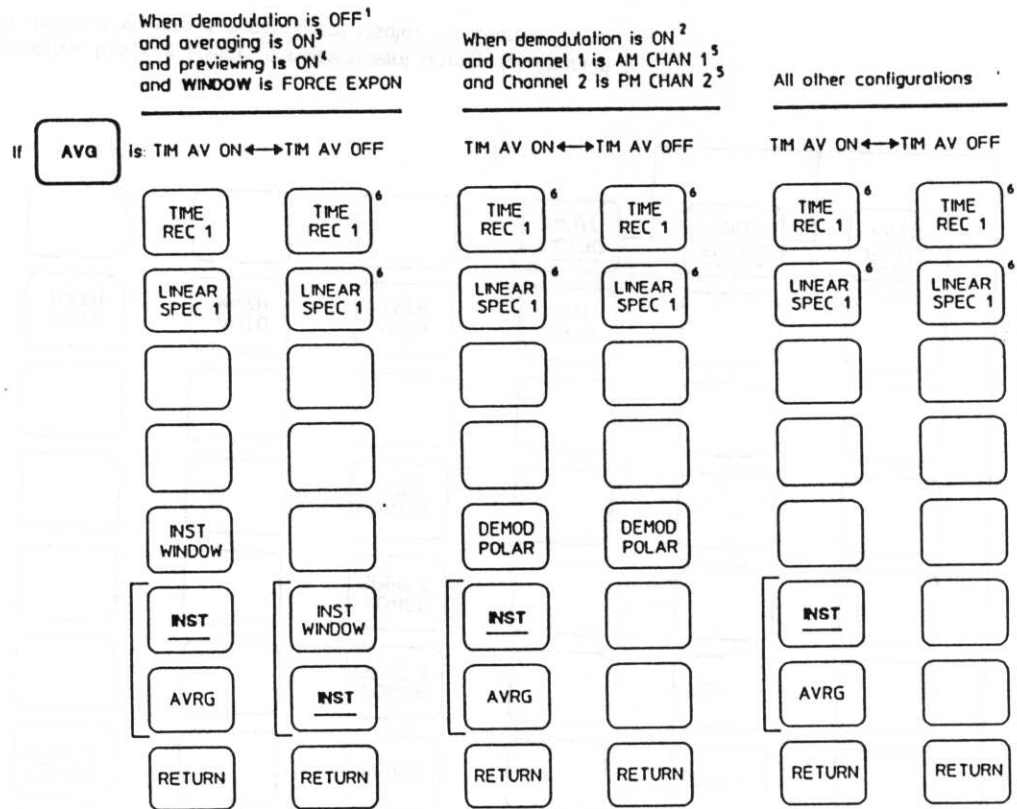 When demodulation is OFF¹
and averaging is ON³
and previewing is ON⁴
and WINDOW is FORCE EXPON
When demodulation is ON²
and Channel 1 is AM CHAN 1⁵
and Channel 2 is PM CHAN 2⁵
All other configurations
If AVG is: TIM AV ON↔TIM AV OFF TIM AV ON↔TIM AV OFF TIM AV ON↔TIM AV OFF
TIME REC 1
TIME REC 1 6
TIME REC 1 6
TIME REC 1 6
TIME REC 1 6
TIME REC 1 6
LINEAR SPEC 1
LINEAR SPEC 1 6
LINEAR SPEC 1 6
LINEAR SPEC 1 6
LINEAR SPEC 1 6
LINEAR SPEC 1 6
INST WINDOW
DEMOD POLAR
DEMOD POLAR
INST
INST WINDOW
INST
INST
AVRG
INST
AVRG
AVRG
RETURN
RETURN
RETURN
RETURN
RETURN
RETURN